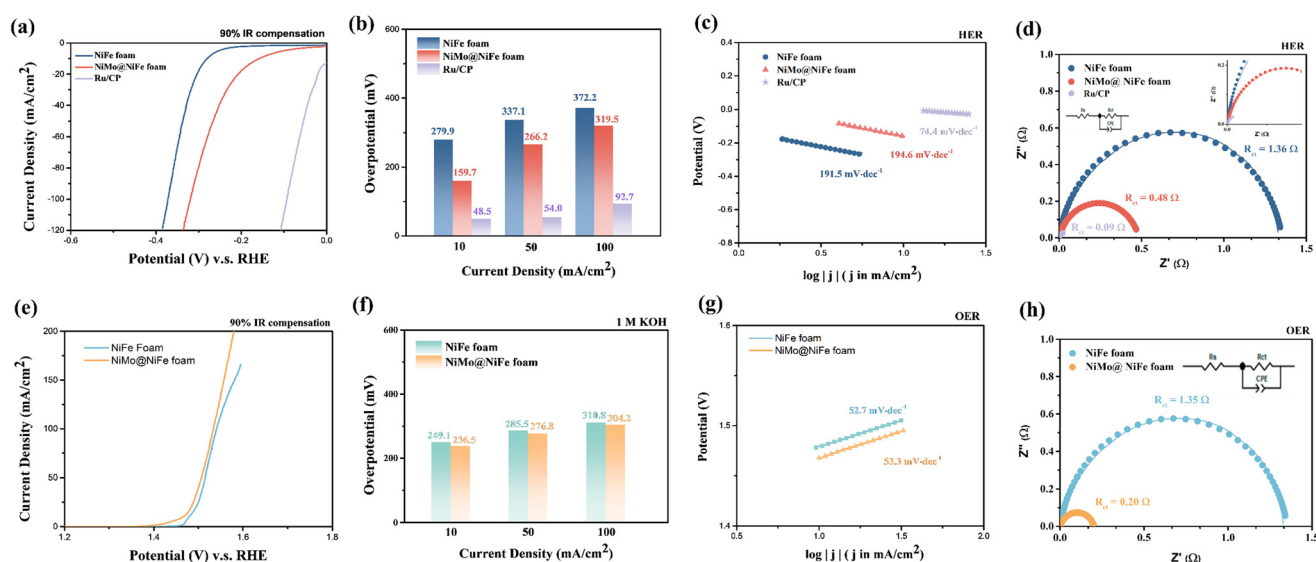 (a)
90% IR compensation
NiFe foam
NiMo@NiFe foam
Ru/CP
0
-20
-40
-60
-80
-100
-120
Current Density (mA/cm²)
-0.6
-0.4
-0.2
0.0
Potential (V) v.s. RHE
(b)
NiFe foam
NiMo@NiFe foam
Ru/CP
600
400
200
0
Overpotential (mV)
279.9
159.7
48.5
337.1
266.2
54.0
372.2
319.5
92.7
10
50
100
Current Density (mA/cm²)
(c)
HER
NiFe foam
NiMo@NiFe foam
Ru/CP
0.4
0.2
0.0
-0.2
-0.4
-0.6
-0.8
Potential (V)
74.4 mV·dec⁻¹
194.6 mV·dec⁻¹
191.5 mV·dec⁻¹
0.0
0.5
1.0
1.5
log | j | ( j in mA/cm²)
(d)
HER
NiFe foam
NiMo@ NiFe foam
Ru/CP
1.0
0.8
0.6
0.4
0.2
0.0
Z'' (Ω)
Rs
Rct
CPE
0.2
0.0
Z'' (Ω)
Z' (Ω)
Rct = 1.36 Ω
Rct = 0.48 Ω
Rct = 0.09 Ω
0.0
0.5
1.0
1.5
Z' (Ω)
(e)
90% IR compensation
NiFe Foam
NiMo@NiFe foam
200
150
100
50
0
Current Density (mA/cm²)
1.2
1.4
1.6
1.8
Potential (V) v.s. RHE
(f)
1 M KOH
NiFe foam
NiMo@NiFe foam
600
400
200
0
Overpotential (mV)
249.1
236.5
285.5
276.8
310.8
304.2
10
50
100
Current Density (mA/cm²)
(g)
OER
NiFe foam
NiMo@NiFe foam
1.6
1.5
1.4
Potential (V)
52.7 mV·dec⁻¹
53.3 mV·dec⁻¹
0.5
1.0
1.5
2.0
log | j | ( j in mA/cm²)
(h)
OER
NiFe foam
NiMo@ NiFe foam
1.0
0.8
0.6
0.4
0.2
0.0
Z'' (Ω)
Rs
Rct
CPE
Rct = 1.35 Ω
Rct = 0.20 Ω
0.0
0.5
1.0
1.5
Z' (Ω)